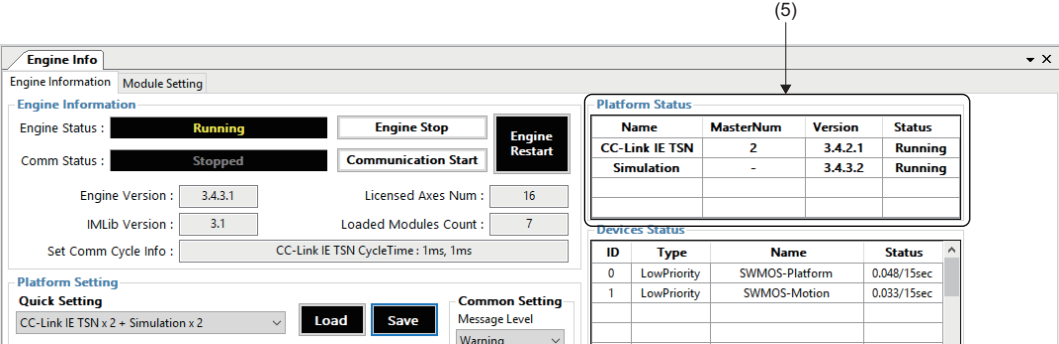 (5)
Engine Info
Engine Information Module Setting
Engine Information
Engine Status : Running Engine Stop Engine Restart
Comm Status : Stopped Communication Start
Engine Version : 3.4.3.1 Licensed Axes Num : 16
IMLib Version : 3.1 Loaded Modules Count : 7
Set Comm Cycle Info : CC-Link IE TSN CycleTime : 1ms, 1ms
Platform Setting
Quick Setting
CC-Link IE TSN x 2 + Simulation x 2 Load Save
Common Setting
Message Level
Warning
Platform Status
Name MasterNum Version Status
CC-Link IE TSN 2 3.4.2.1 Running
Simulation - 3.4.3.2 Running
Devices Status
ID Type Name Status
0 LowPriority SWMOS-Platform 0.048/15sec
1 LowPriority SWMOS-Motion 0.033/15sec